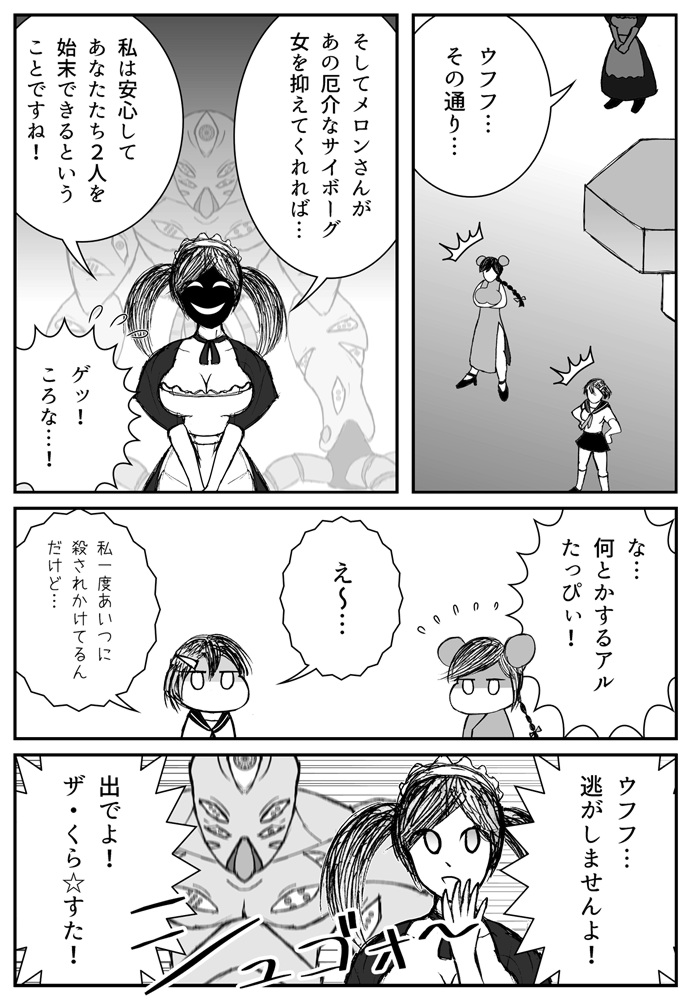 ウフフ…
その通り…
そしてメロンさんが
あの厄介なサイボーグ
女を抑えてくれれば…
私は安心して
あなたたち２人を
始末できるという
ことですね！
ゲッ！
ころな…！
な…
何とかするアル
たっぴぃ！
え〜…
私一度あいつに
殺されかけてるん
だけど…
ウフフ…
逃がしませんよ！
出でよ！
ザ・くら☆すた！
シュゴォ〜